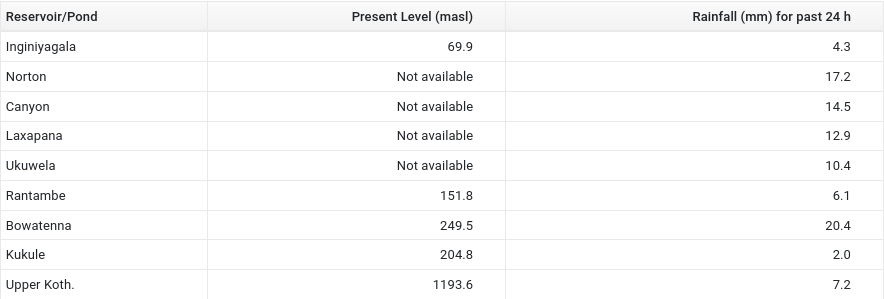 Reservoir/Pond Present Level (masl) Rainfall (mm) for past 24 h
Inginiyagala 69.9 4.3
Norton Not available 17.2
Canyon Not available 14.5
Laxapana Not available 12.9
Ukuwela Not available 10.4
Rantambe 151.8 6.1
Bowatenna 249.5 20.4
Kukule 204.8 2.0
Upper Koth. 1193.6 7.2